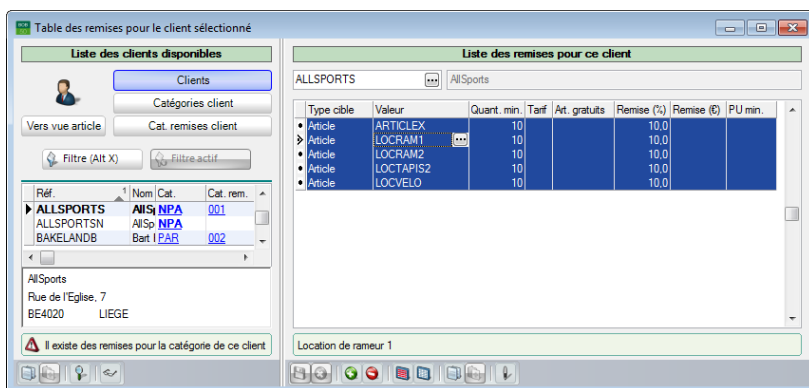 Table des remises pour le client sélectionné
Liste des clients disponibles
Clients
Catégories client
Vers vue article
Cat. remises client
Filtre (Alt X)
Filtre actif
Réf. 1 Nom Cat. Cat. rem.
ALLSPORTS AllS NPA 001
ALLSPORTSN AllSp NPA
BAKELANDB Bart l PAR 002
AllSports
Rue de l'Eglise, 7
BE4020 LIEGE
Il existe des remises pour la catégorie de ce client
Liste des remises pour ce client
ALLSPORTS ... AllSports
Type cible Valeur Quant. min. Tarif Art. gratuits Remise (%) Remise (€) PU min.
Article ARTICLEX 10 10,0
Article LOCRAM1 ... 10 10,0
Article LOCRAM2 10 10,0
Article LOCTAPIS2 10 10,0
Article LOCVELO 10 10,0
Location de rameur 1